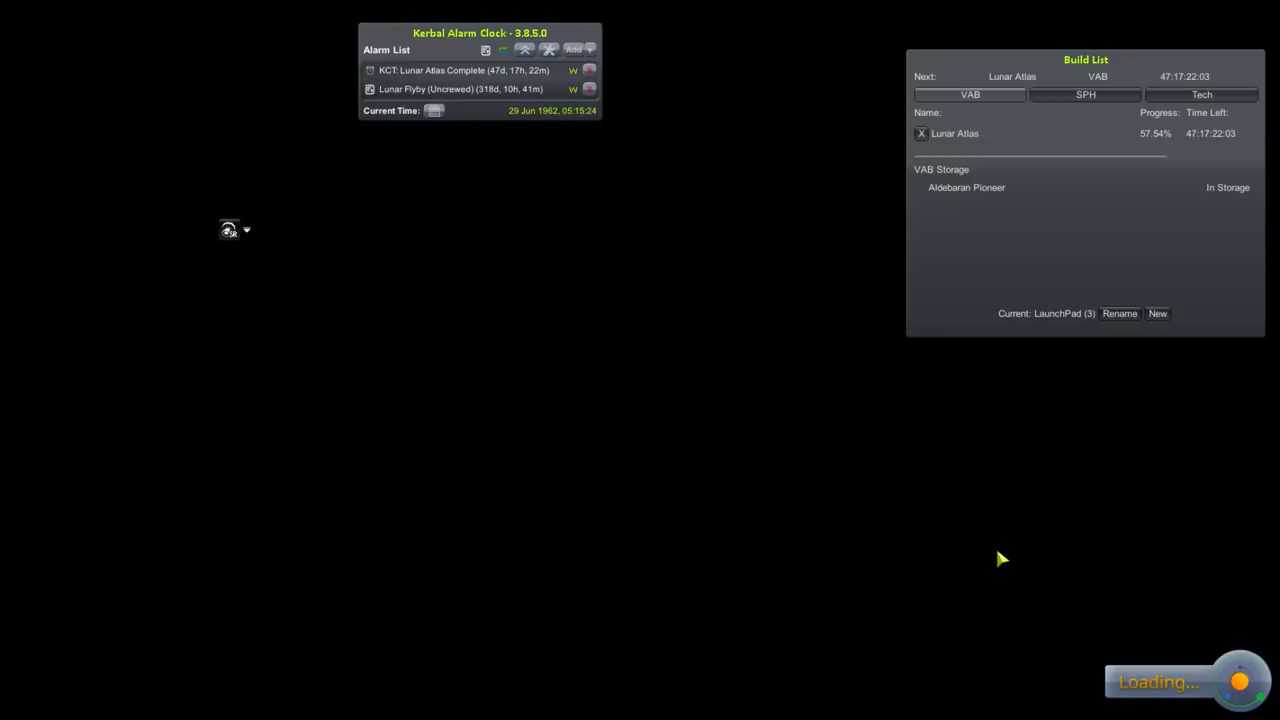 Kerbal Alarm Clock - 3.8.5.0
Alarm List
Add
+
KCT: Lunar Atlas Complete (47d, 17h, 22m)
W
Lunar Flyby (Uncrewed) (318d, 10h, 41m)
W
Current Time:
29 Jun 1962, 05:15:24
Build List
Next: Lunar Atlas VAB 47:17:22:03
VAB SPH Tech
Name: Progress: Time Left:
X Lunar Atlas 57.54% 47:17:22:03
VAB Storage
Aldebaran Pioneer In Storage
Current: LaunchPad (3) Rename New
SR
Loading...